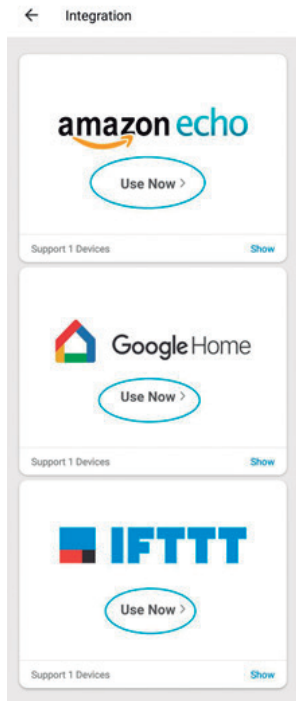 Integration
amazon echo
Use Now >
Support 1 Devices Show
Google Home
Use Now >
Support 1 Devices Show
IFTTT
Use Now >
Support 1 Devices Show